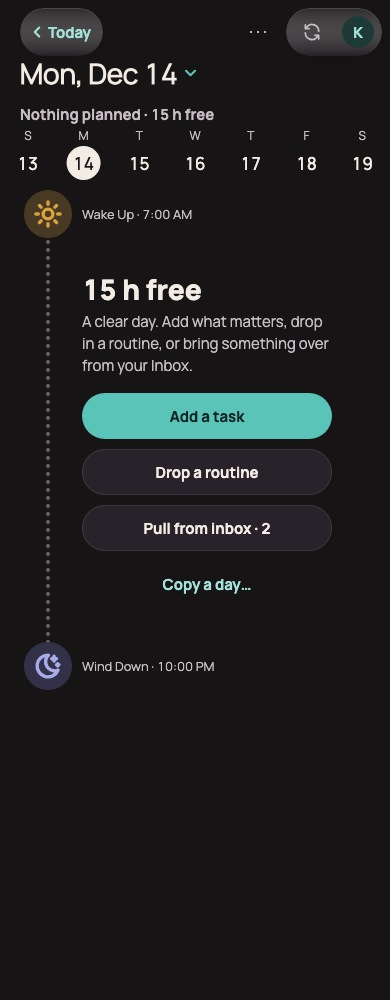 Today
...
K
Mon, Dec 14
Nothing planned · 15 h free
S M T W T F S
13 14 15 16 17 18 19
Wake Up · 7:00 AM
15 h free
A clear day. Add what matters, drop
in a routine, or bring something over
from your Inbox.
Add a task
Drop a routine
Pull from inbox · 2
Copy a day...
Wind Down · 10:00 PM